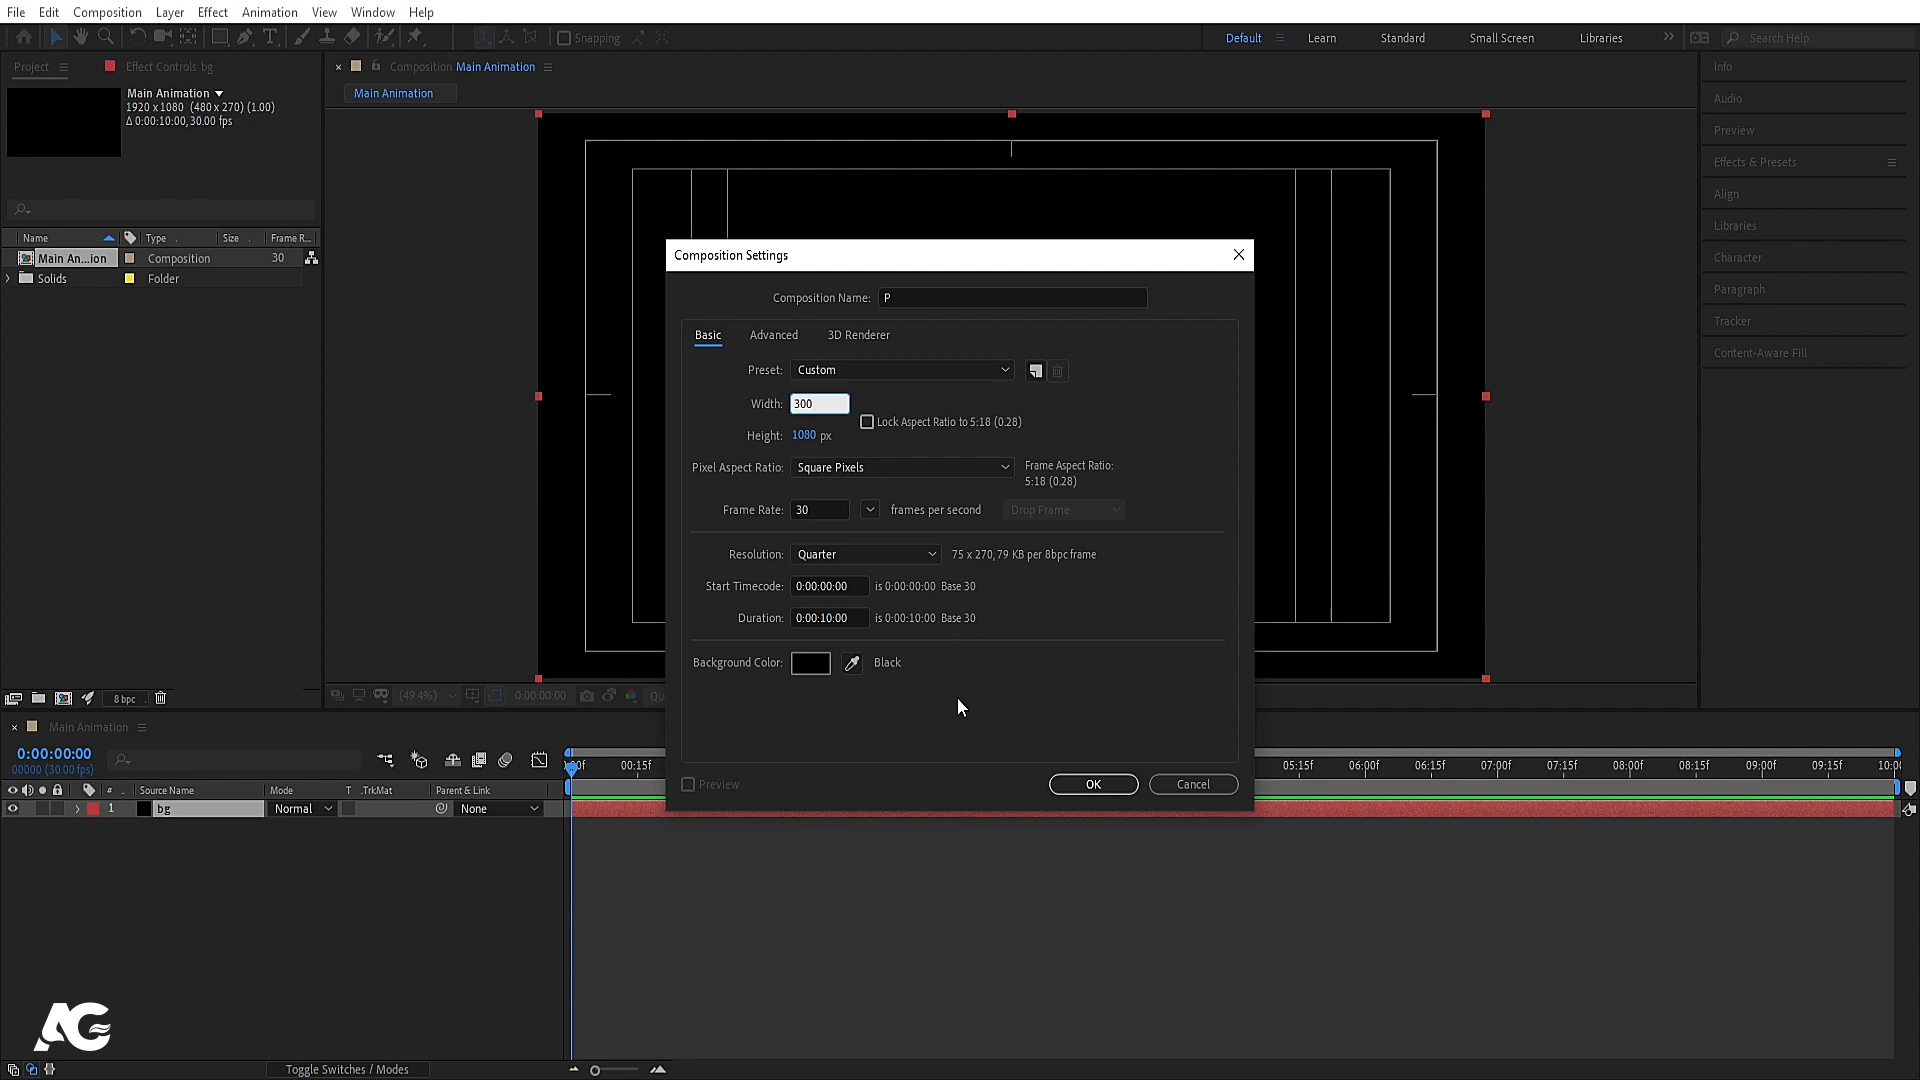 File Edit Composition Layer Effect Animation View Window Help
Snapping
Default Learn Standard Small Screen Libraries Search Help
Project Effect Controls bg
Composition Main Animation
Main Animation
Main Animation
1920 x 1080 (480 x 270) (1.00)
Δ 0:00:10:00, 30.00 fps
Name Type Size Frame R...
Main An...ion Composition 30
Solids Folder
8 bpc
Info
Audio
Preview
Effects & Presets
Align
Libraries
Character
Paragraph
Tracker
Content-Aware Fill
Composition Settings
Composition Name: P
Basic Advanced 3D Renderer
Preset: Custom
Width: 300
Lock Aspect Ratio to 5:18 (0.28)
Height: 1080 px
Pixel Aspect Ratio: Square Pixels
Frame Aspect Ratio:
5:18 (0.28)
Frame Rate: 30 frames per second Drop Frame
Resolution: Quarter 75 x 270, 79 KB per 8bpc frame
Start Timecode: 0:00:00:00 is 0:00:00:00 Base 30
Duration: 0:00:10:00 is 0:00:10:00 Base 30
Background Color: Black
Preview OK Cancel
(49.4%) 0:00:00:00 Qu
Main Animation
0:00:00:00
00000 (30.00 fps)
00:15f 05:15f 06:00f 06:15f 07:00f 07:15f 08:00f 08:15f 09:00f 09:15f 10:0
# Source Name Mode T .TrkMat Parent & Link
1 bg Normal None
AG
Toggle Switches / Modes